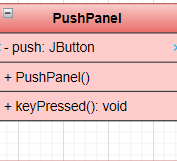 PushPanel
- push: JButton
+ PushPanel()
+ keyPressed(): void